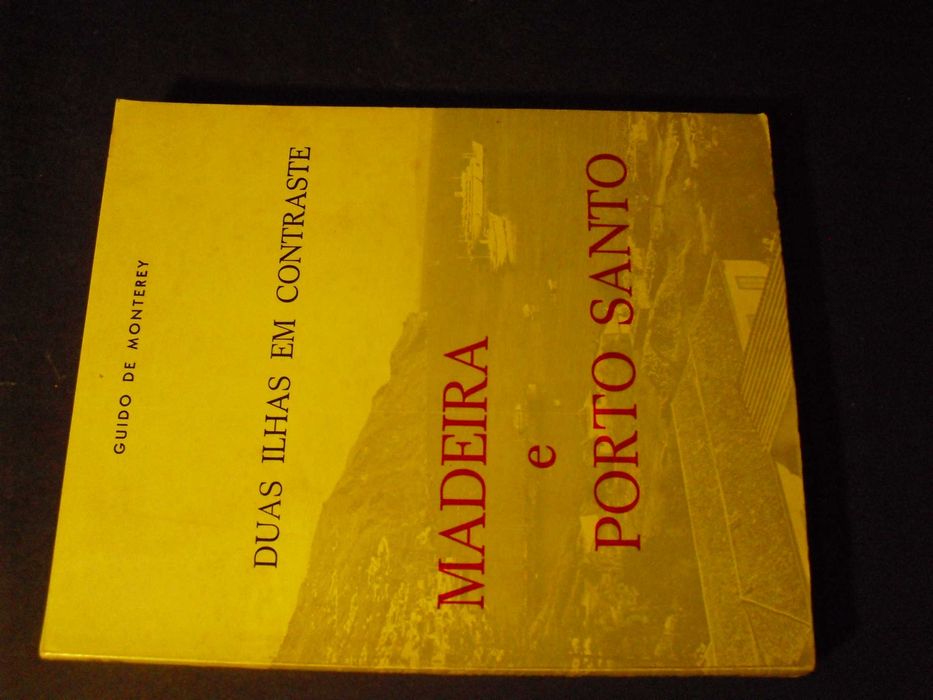 GUIDO DE MONTEREY
DUAS ILHAS EM CONTRASTE
MADEIRA
e
PORTO SANTO